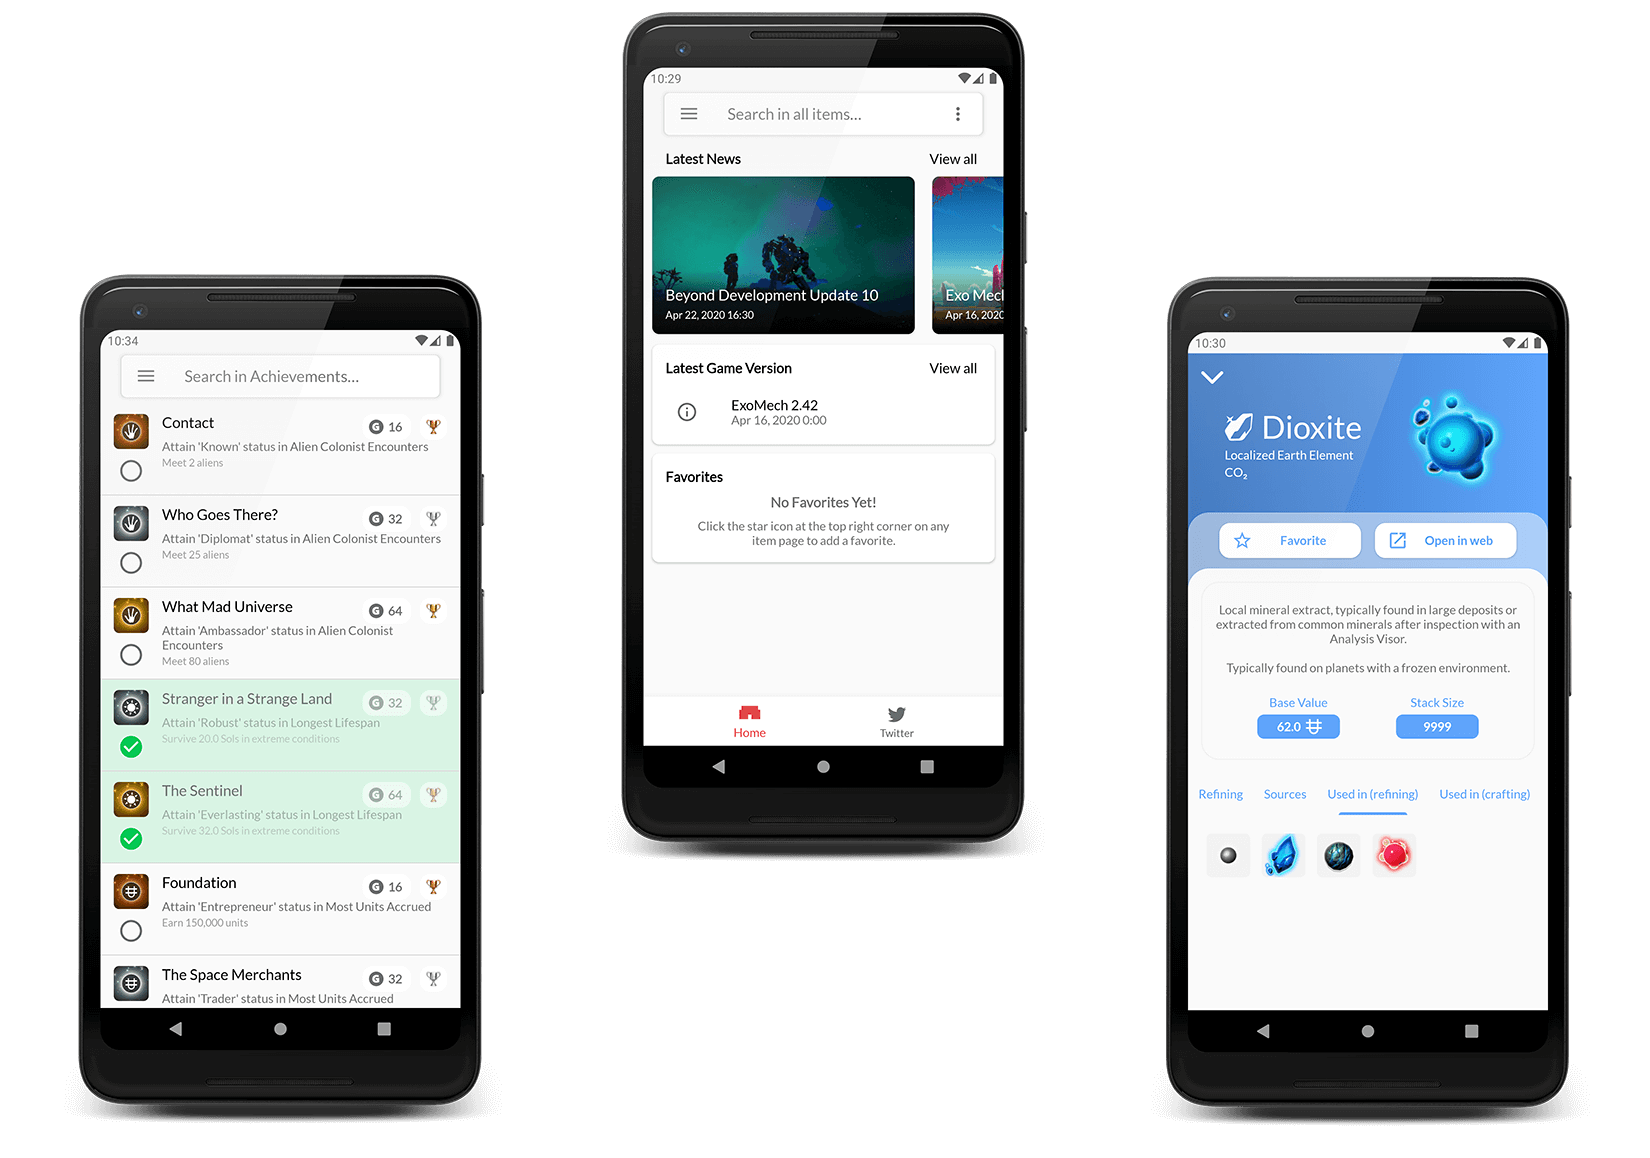 10:34
Search in Achievements...
Contact
G 16
Attain 'Known' status in Alien Colonist Encounters
Meet 2 aliens
Who Goes There?
G 32
Attain 'Diplomat' status in Alien Colonist Encounters
Meet 25 aliens
What Mad Universe
G 64
Attain 'Ambassador' status in Alien Colonist
Encounters
Meet 80 aliens
Stranger in a Strange Land
G 32
Attain 'Robust' status in Longest Lifespan
Survive 20.0 Sols in extreme conditions
The Sentinel
G 64
Attain 'Everlasting' status in Longest Lifespan
Survive 32.0 Sols in extreme conditions
Foundation
G 16
Attain 'Entrepreneur' status in Most Units Accrued
Earn 150,000 units
The Space Merchants
G 32
Attain 'Trader' status in Most Units Accrued
10:29
Search in all items...
Latest News
View all
Beyond Development Update 10
Apr 22, 2020 16:30
Exo Mech
Apr 16, 2020
Latest Game Version
View all
ExoMech 2.42
Apr 16, 2020 0:00
Favorites
No Favorites Yet!
Click the star icon at the top right corner on any
item page to add a favorite.
Home
Twitter
10:30
Dioxite
Localized Earth Element
CO₂
Favorite
Open in web
Local mineral extract, typically found in large deposits or
extracted from common minerals after inspection with an
Analysis Visor.
Typically found on planets with a frozen environment.
Base Value
Stack Size
62.0
9999
Refining
Sources
Used in (refining)
Used in (crafting)